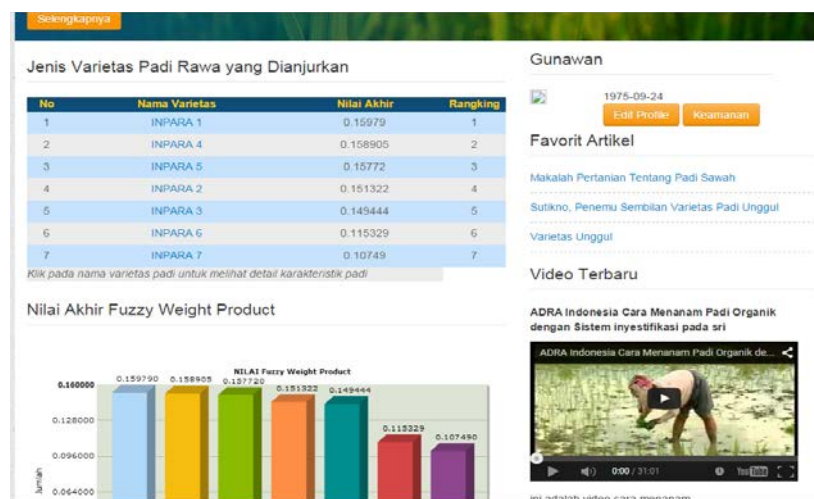 Selengkapnya
Jenis Varietas Padi Rawa yang Dianjurkan
No Nama Varietas Nilai Akhir Rangking
1 INPARA 1 0.15979 1
2 INPARA 4 0.158905 2
3 INPARA 5 0.15772 3
4 INPARA 2 0.151322 4
5 INPARA 3 0.149444 5
6 INPARA 6 0.115329 6
7 INPARA 7 0.10749 7
Klik pada nama varietas padi untuk melihat detail karakteristik padi
Nilai Akhir Fuzzy Weight Product
NILAI Fuzzy Weight Product
0.159790 0.158905 0.157720 0.151322 0.149444 0.115329 0.107490
0.160000
0.128000
0.096000
0.064000
Jumlah
Gunawan
1975-09-24
Edit Profile Keamanan
Favorit Artikel
Makalah Pertanian Tentang Padi Sawah
Sutikno, Penemu Sembilan Varietas Padi Unggul
Varietas Unggul
Video Terbaru
ADRA Indonesia Cara Menanam Padi Organik
dengan Sistem inyestifikasi pada sri
ADRA Indonesia Cara Menanam Padi Organik de...
0:00 / 31:01 YouTube
ini adalah video cara menanam